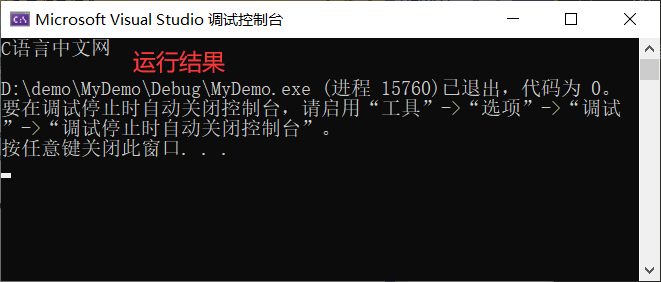 Microsoft Visual Studio 调试控制台
C语言中文网
运行结果
D:\demo\MyDemo\Debug\MyDemo.exe (进程 15760)已退出，代码为 0。
要在调试停止时自动关闭控制台，请启用“工具”->“选项”->“调试
”->“调试停止时自动关闭控制台”。
按任意键关闭此窗口. . .